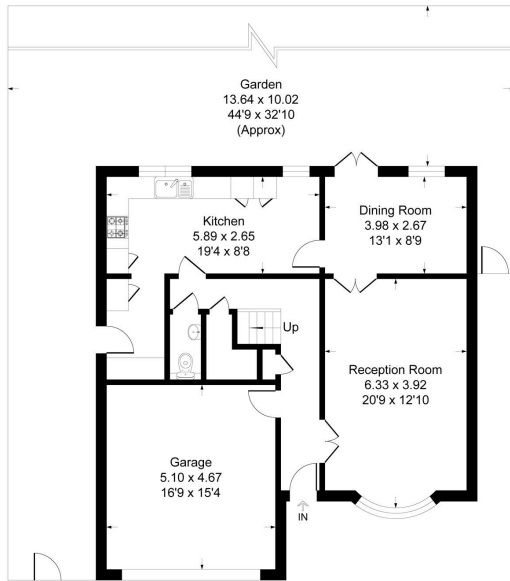 Garden
13.64 x 10.02
44'9 x 32'10
(Approx)
Kitchen
5.89 x 2.65
19'4 x 8'8
Dining Room
3.98 x 2.67
13'1 x 8'9
Up
Reception Room
6.33 x 3.92
20'9 x 12'10
Garage
5.10 x 4.67
16'9 x 15'4
IN